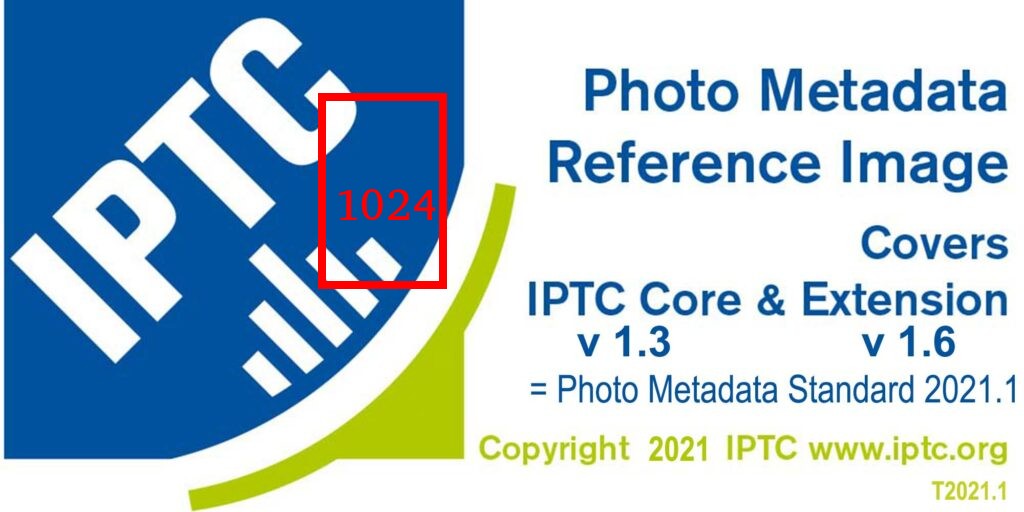 IPTC
1024
Photo Metadata
Reference Image
Covers
IPTC Core & Extension
v 1.3 v 1.6
= Photo Metadata Standard 2021.1
Copyright 2021 IPTC www.iptc.org
T2021.1